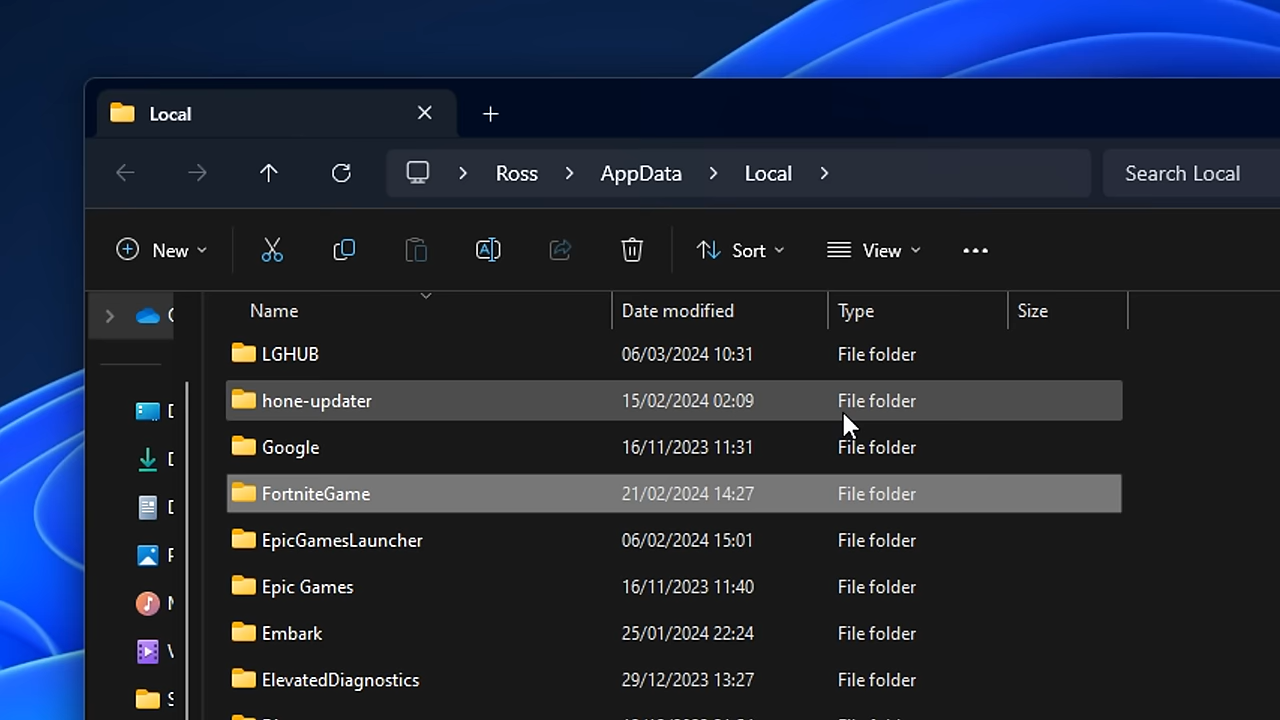 Local
Ross AppData Local Search Local
New Sort View
Name Date modified Type Size
LGHUB 06/03/2024 10:31 File folder
hone-updater 15/02/2024 02:09 File folder
Google 16/11/2023 11:31 File folder
FortniteGame 21/02/2024 14:27 File folder
EpicGamesLauncher 06/02/2024 15:01 File folder
Epic Games 16/11/2023 11:40 File folder
Embark 25/01/2024 22:24 File folder
ElevatedDiagnostics 29/12/2023 13:27 File folder